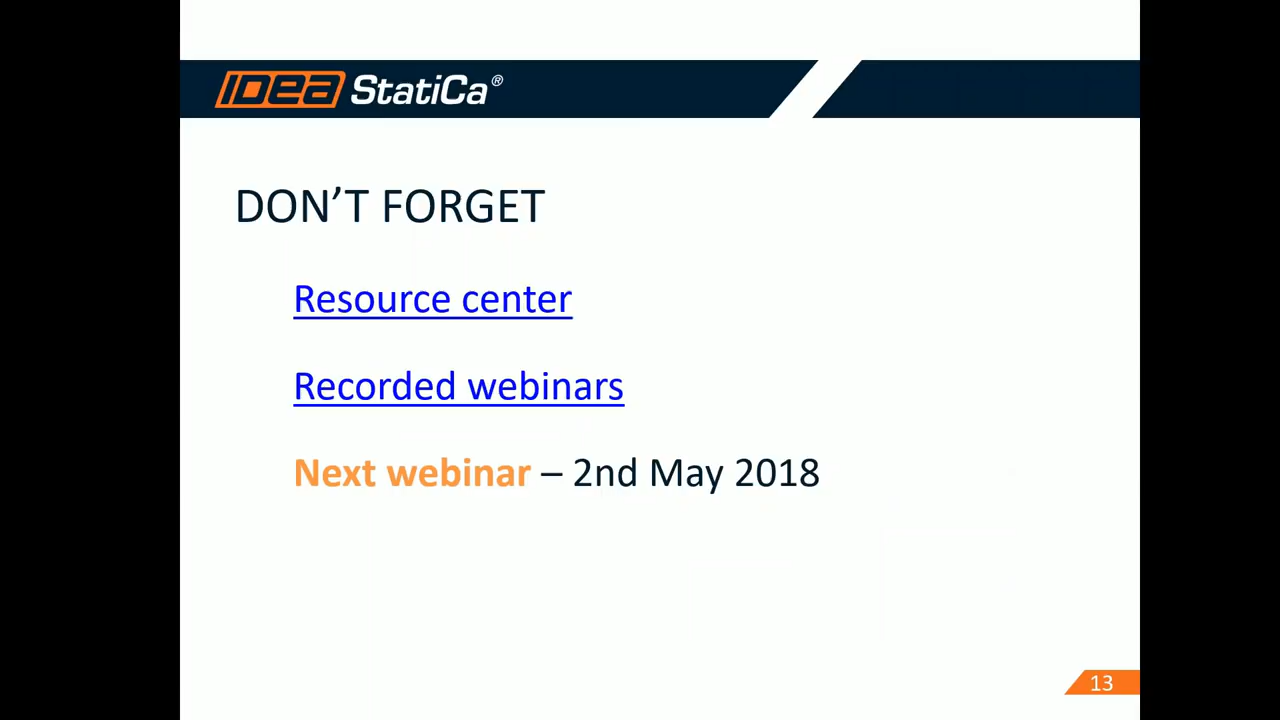 IDEA StatiCa®
DON'T FORGET
Resource center
Recorded webinars
Next webinar – 2nd May 2018
13